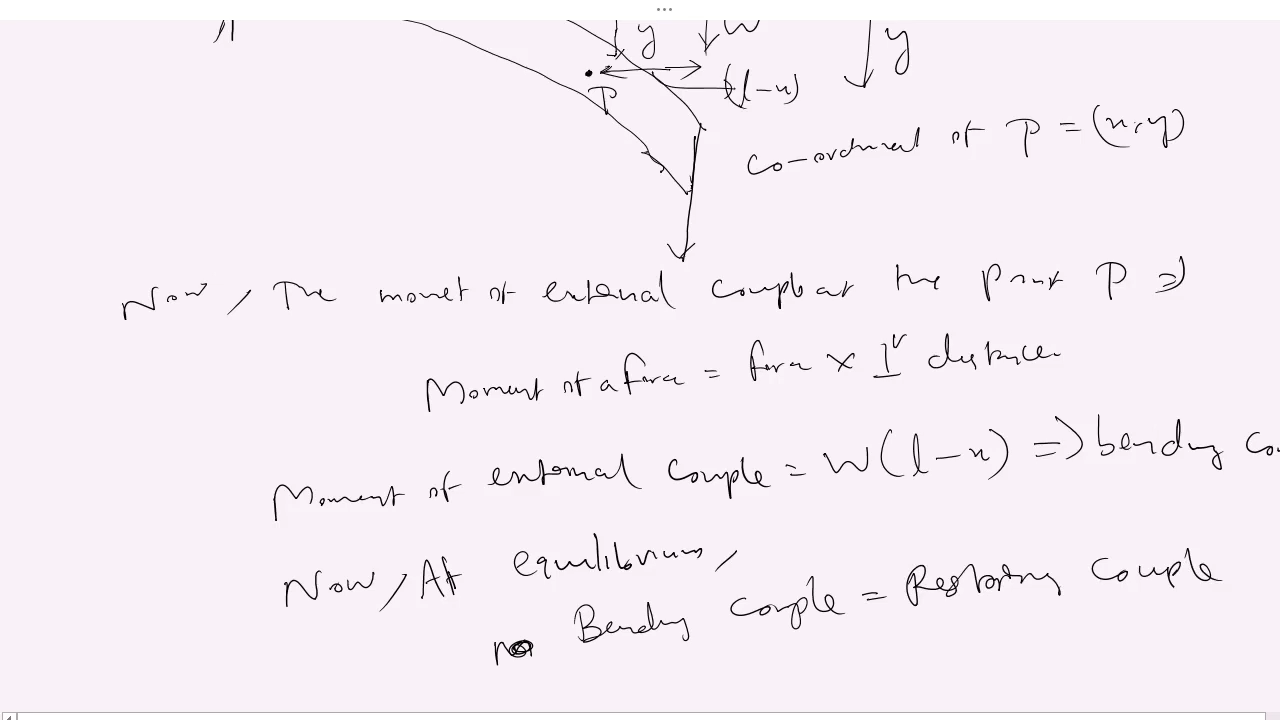 y W y
P (l-x)
Co-ordinate of P = (x, y)
Now, The moment of external couple at the point P ⇒
Moment of a force = force × ⊥r distance.
Moment of external couple = W(l-x) ⇒ bending co
Now, At equilibrium,
Bending couple = Restoring couple